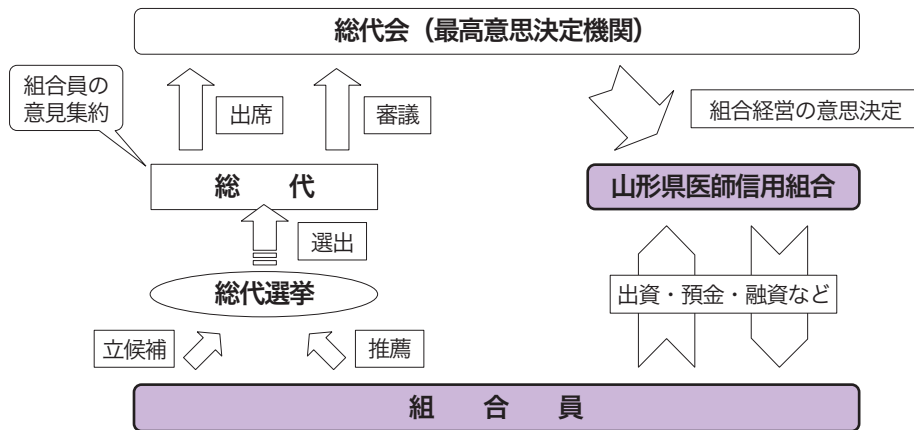 総代会（最高意思決定機関）
組合員の
意見集約
出席
審議
組合経営の意思決定
総　代
山形県医師信用組合
選出
総代選挙
出資・預金・融資など
立候補
推薦
組　合　員